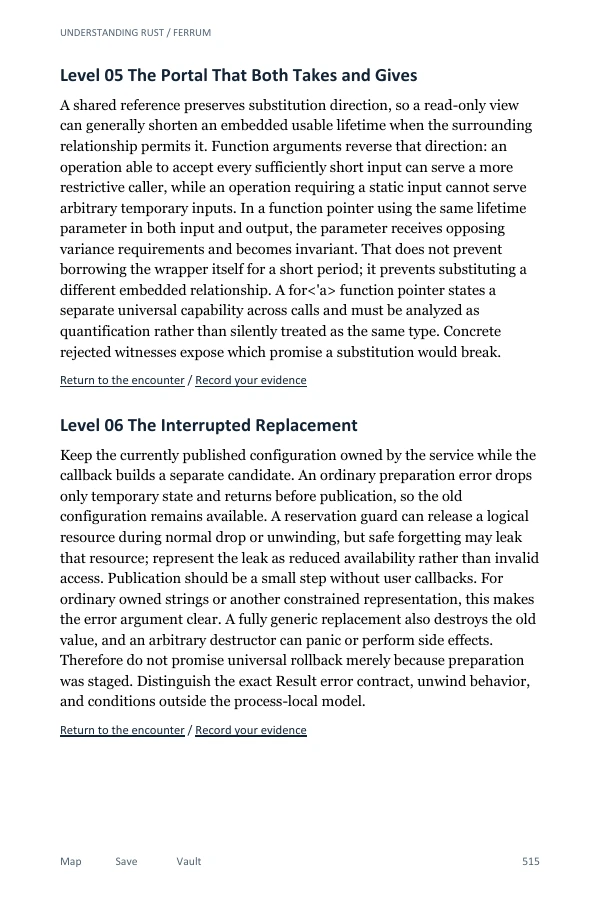 UNDERSTANDING RUST / FERRUM
Level 05 The Portal That Both Takes and Gives
A shared reference preserves substitution direction, so a read-only view
can generally shorten an embedded usable lifetime when the surrounding
relationship permits it. Function arguments reverse that direction: an
operation able to accept every sufficiently short input can serve a more
restrictive caller, while an operation requiring a static input cannot serve
arbitrary temporary inputs. In a function pointer using the same lifetime
parameter in both input and output, the parameter receives opposing
variance requirements and becomes invariant. That does not prevent
borrowing the wrapper itself for a short period; it prevents substituting a
different embedded relationship. A for<'a> function pointer states a
separate universal capability across calls and must be analyzed as
quantification rather than silently treated as the same type. Concrete
rejected witnesses expose which promise a substitution would break.
Return to the encounter / Record your evidence
Level 06 The Interrupted Replacement
Keep the currently published configuration owned by the service while the
callback builds a separate candidate. An ordinary preparation error drops
only temporary state and returns before publication, so the old
configuration remains available. A reservation guard can release a logical
resource during normal drop or unwinding, but safe forgetting may leak
that resource; represent the leak as reduced availability rather than invalid
access. Publication should be a small step without user callbacks. For
ordinary owned strings or another constrained representation, this makes
the error argument clear. A fully generic replacement also destroys the old
value, and an arbitrary destructor can panic or perform side effects.
Therefore do not promise universal rollback merely because preparation
was staged. Distinguish the exact Result error contract, unwind behavior,
and conditions outside the process-local model.
Return to the encounter / Record your evidence
Map Save Vault 515